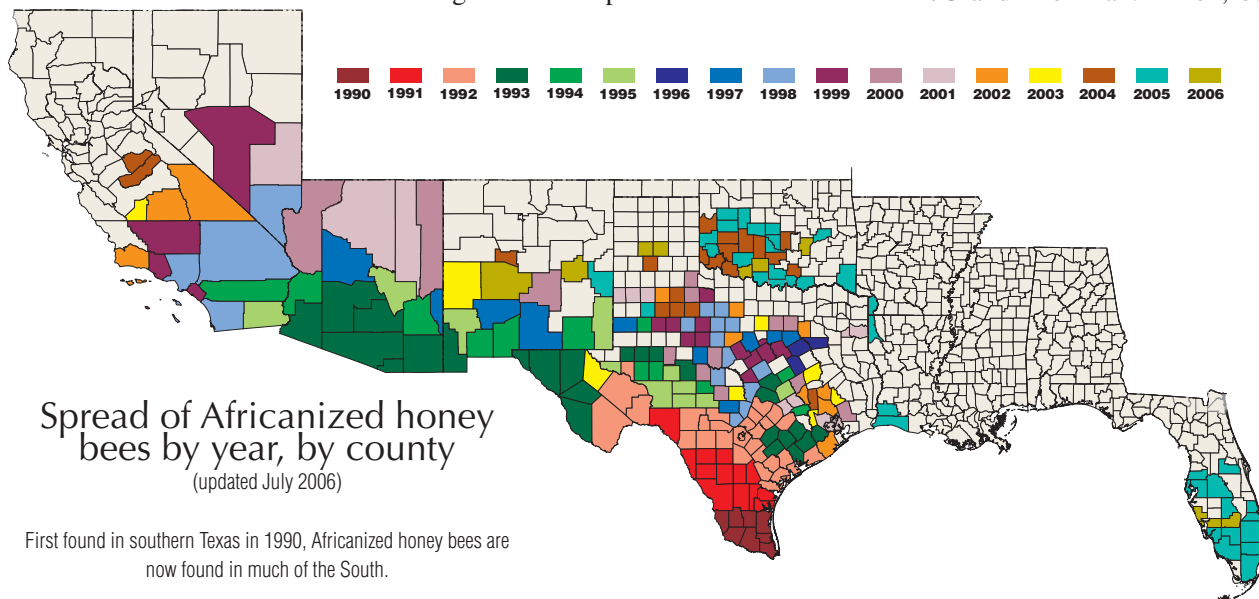 1990 1991 1992 1993 1994 1995 1996 1997 1998 1999 2000 2001 2002 2003 2004 2005 2006
Spread of Africanized honey
bees by year, by county
(updated July 2006)
First found in southern Texas in 1990, Africanized honey bees are
now found in much of the South.